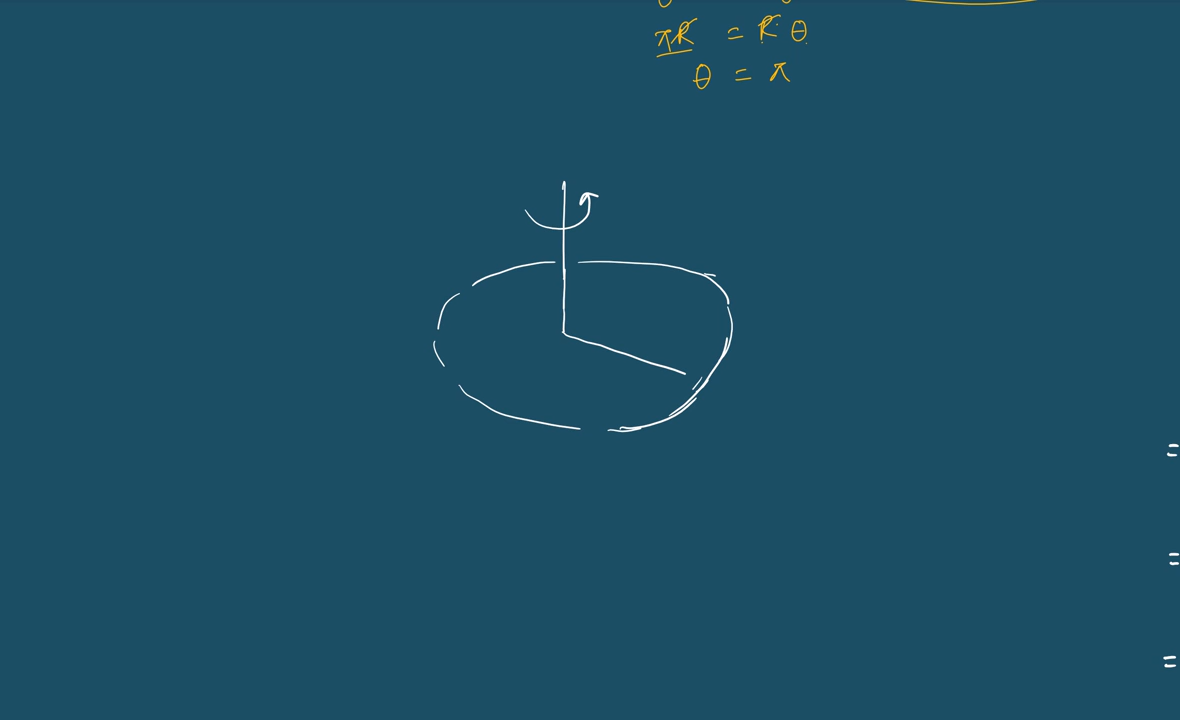 πR = R θ
θ = π
=
=
=